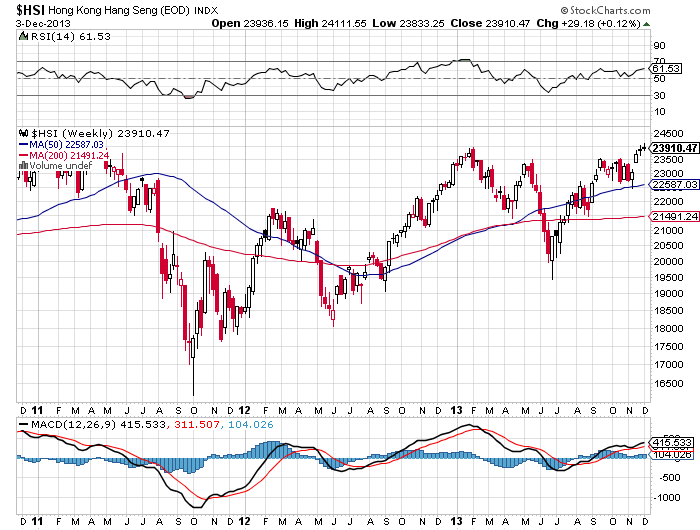 $HSI Hong Kong Hang Seng (EOD) INDX © StockCharts.com
3-Dec-2013 Open 23936.15 High 24111.55 Low 23833.25 Close 23910.47 Chg +29.18 (+0.12%)
RSI(14) 61.53
90
70
61.53
50
30
10
$HSI (Weekly) 23910.47
MA(50) 22587.03
MA(200) 21491.24
Volume undef
24500
23910.47
23500
23000
22587.03
22000
21491.24
21000
20500
20000
19500
19000
18500
18000
17500
17000
16500
D 11 F M A M J J A S O N D 12 F M A M J J A S O N D 13 F M A M J J A S O N D
MACD(12,26,9) 415.533, 311.507, 104.026
415.533
104.026
-500
-1000
D 11 F M A M J J A S O N D 12 F M A M J J A S O N D 13 F M A M J J A S O N D